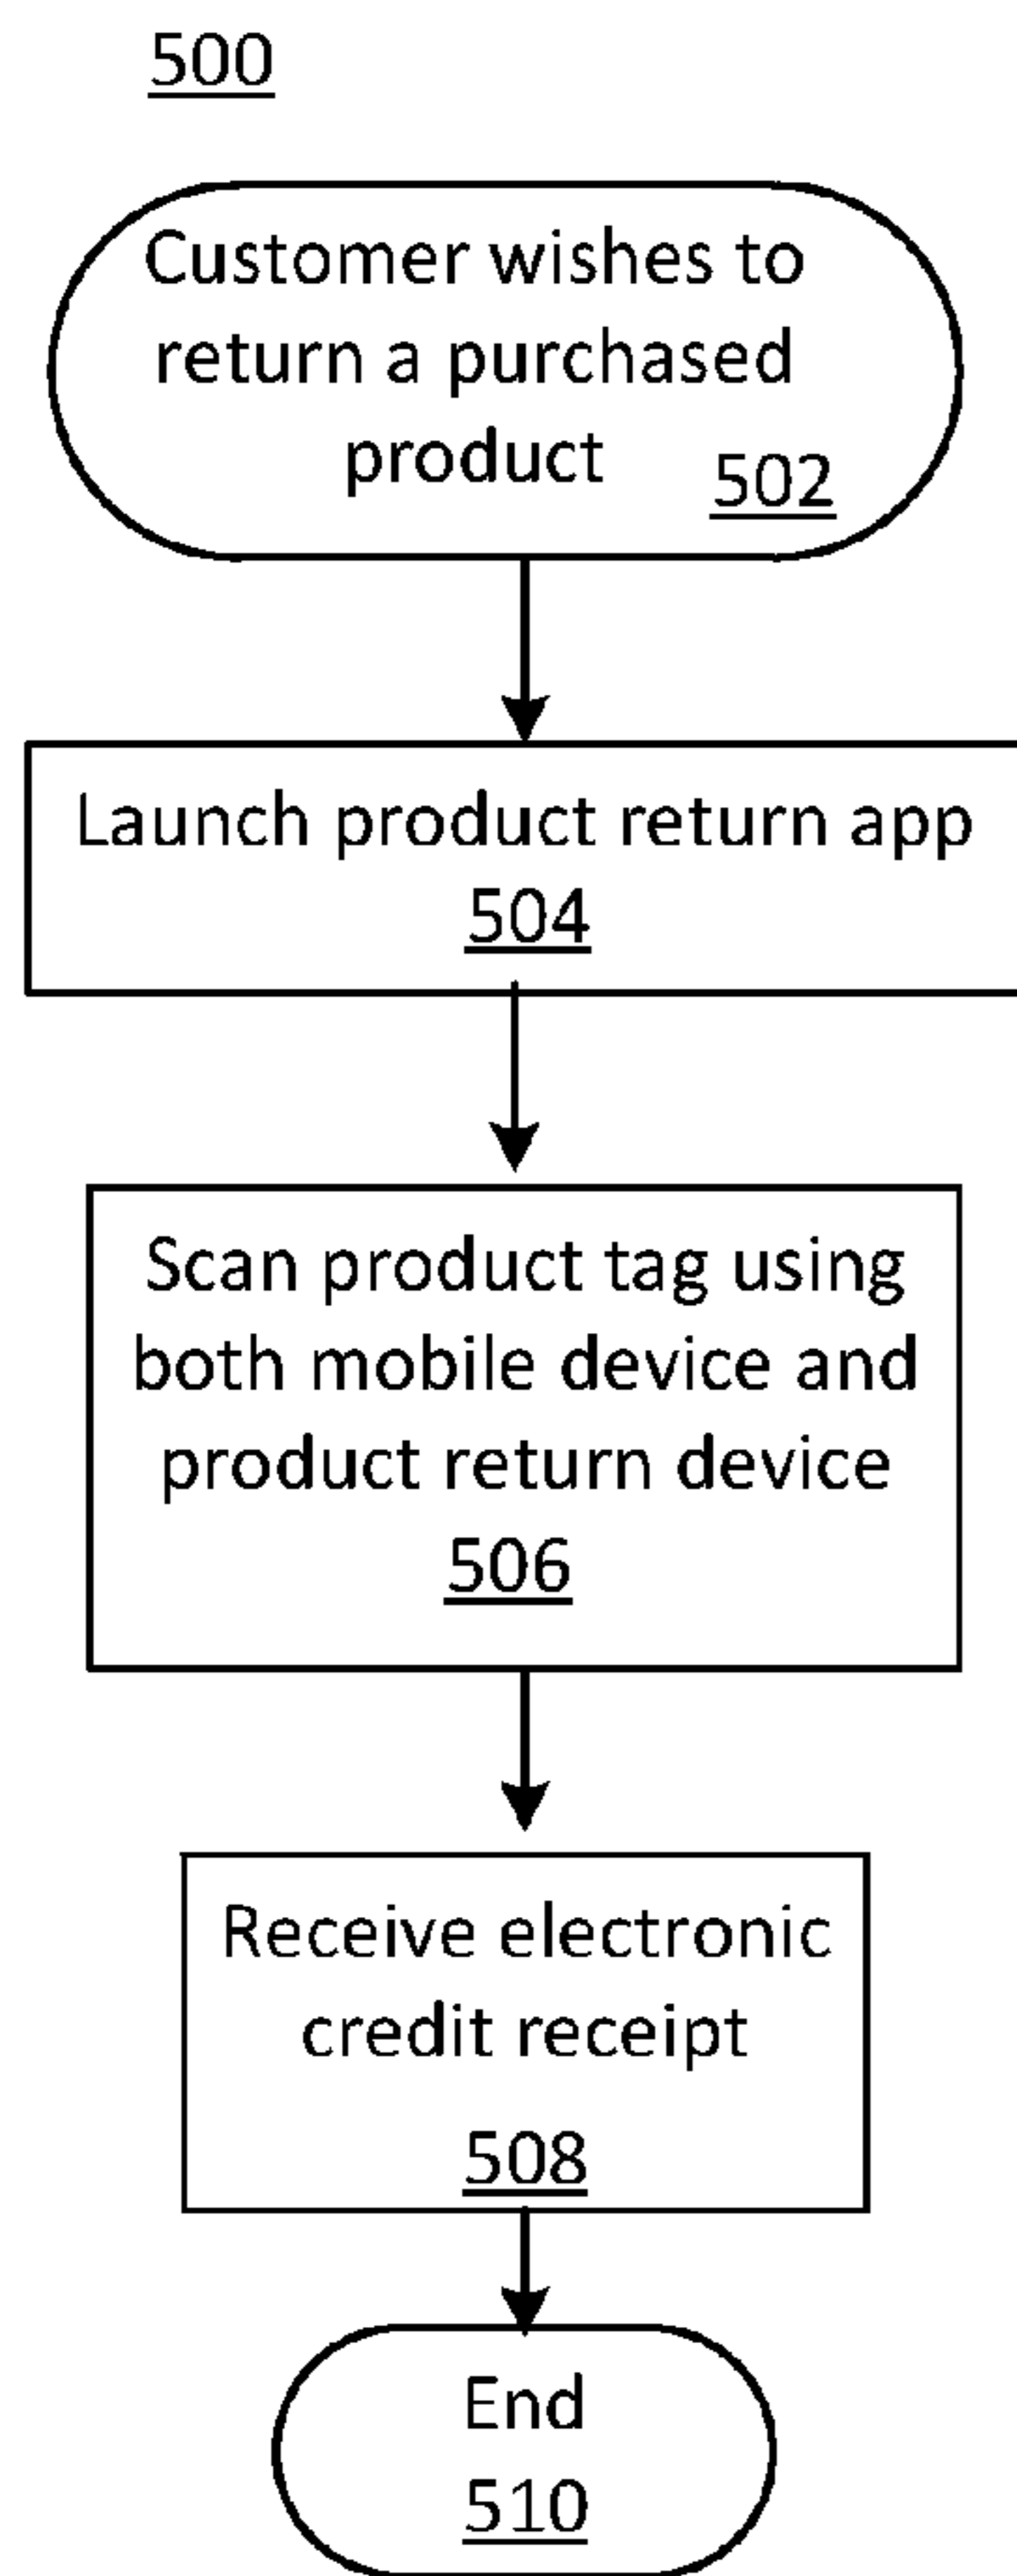 500
Customer wishes to
return a purchased
product 502
Launch product return app
504
Scan product tag using
both mobile device and
product return device
506
Receive electronic
credit receipt
508
End
510